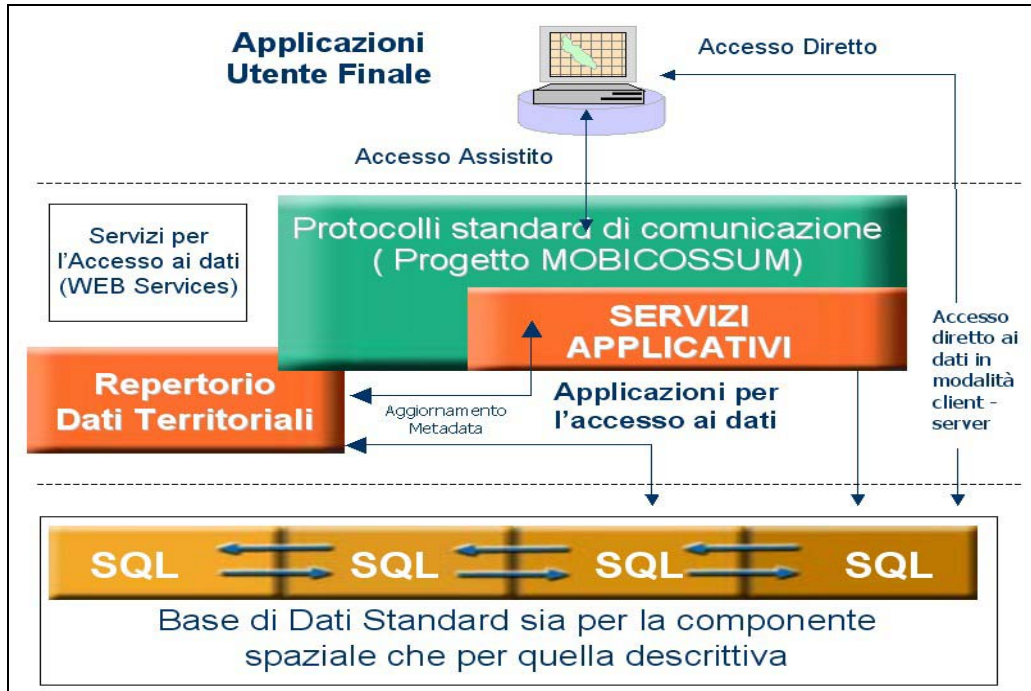 Applicazioni
Utente Finale
Accesso Diretto
Accesso Assistito
Servizi per
l'Accesso ai dati
(WEB Services)
Protocolli standard di comunicazione
( Progetto MOBICOSSUM)
SERVIZI
APPLICATIVI
Accesso
diretto ai
dati in
modalità
client -
server
Repertorio
Dati Territoriali
Aggiornamento
Metadata
Applicazioni per
l'accesso ai dati
SQL SQL SQL SQL
Base di Dati Standard sia per la componente
spaziale che per quella descrittiva